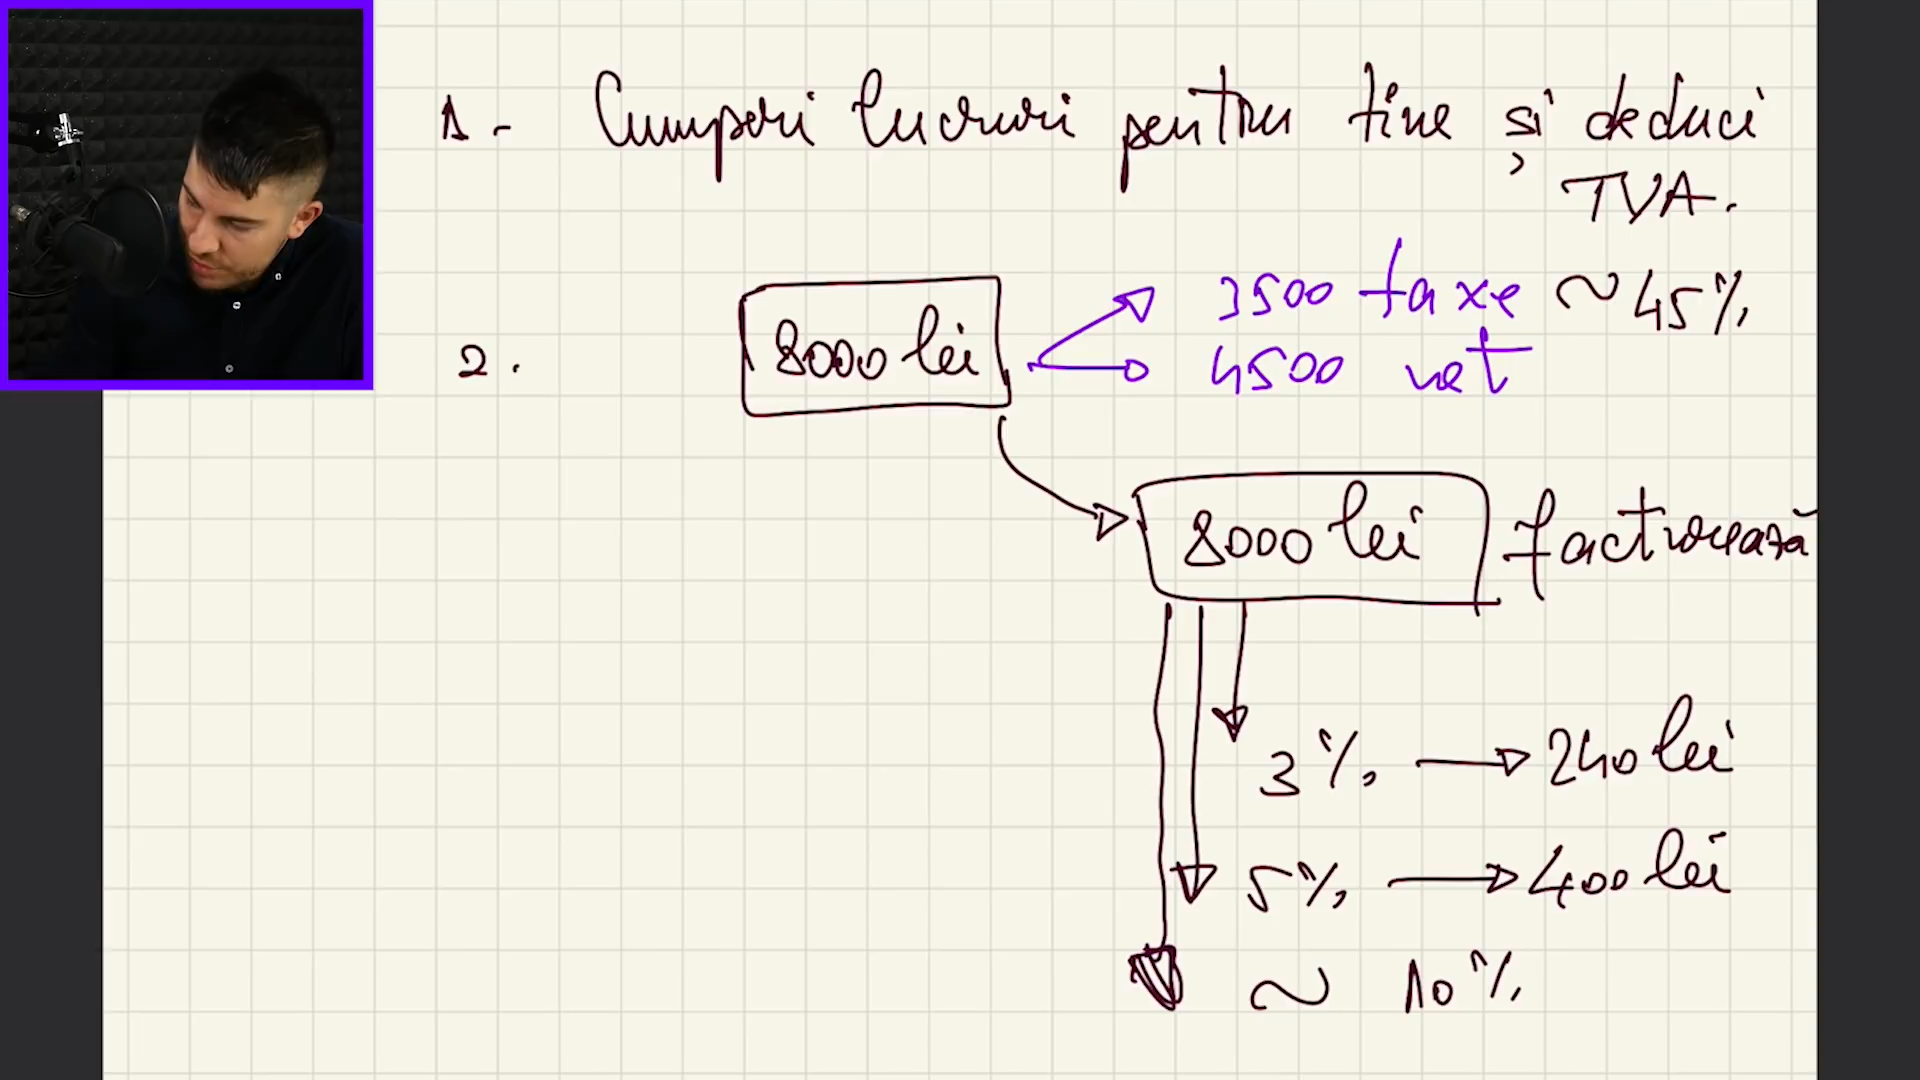 1. Cumperi lucruri pentru tine și deduci
TVA.
3500 taxe ~ 45%
2. 8000 lei
4500 net
8000 lei facturează
3% → 240 lei
5% → 400 lei
~ 10%